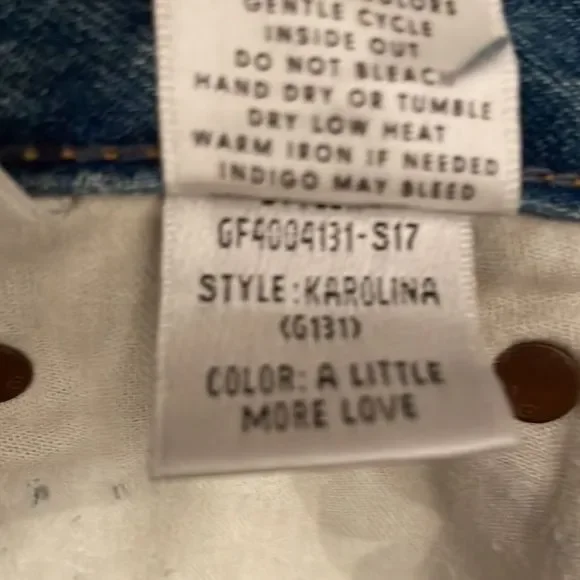 COLORS
GENTLE CYCLE
INSIDE OUT
DO NOT BLEACH
HAND DRY OR TUMBLE
DRY LOW HEAT
WARM IRON IF NEEDED
INDIGO MAY BLEED
GF4004131-S17
STYLE:KAROLINA
(G131)
COLOR: A LITTLE
MORE LOVE